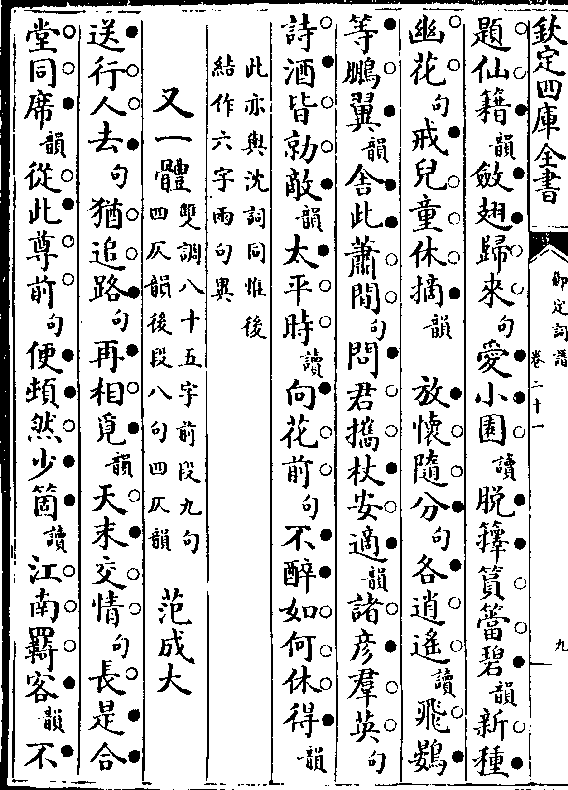 欽定四庫全書
御定詞譜
卷二十一
九
題仙籍韻斂翅歸來句愛小園讀脫籜篔簹碧韻新種
幽花句戒兒童休摘韻　放懷隨分句各逍遙讀飛鷃
等鵬翼韻舍此蕭閒句問君攜杖安適韻諸彥羣英句
詩酒皆勍敵韻太平時讀向花前句不醉如何休得韻
此亦與沈詞同惟後
結作六字兩句異
又一體雙調八十五字前段九句
四仄韻後段八句四仄韻　范成大
送行人去句猶追路句再相覓韻天末交情句長是合
堂同席韻從此尊前句便頓然少箇讀江南羇客韻不